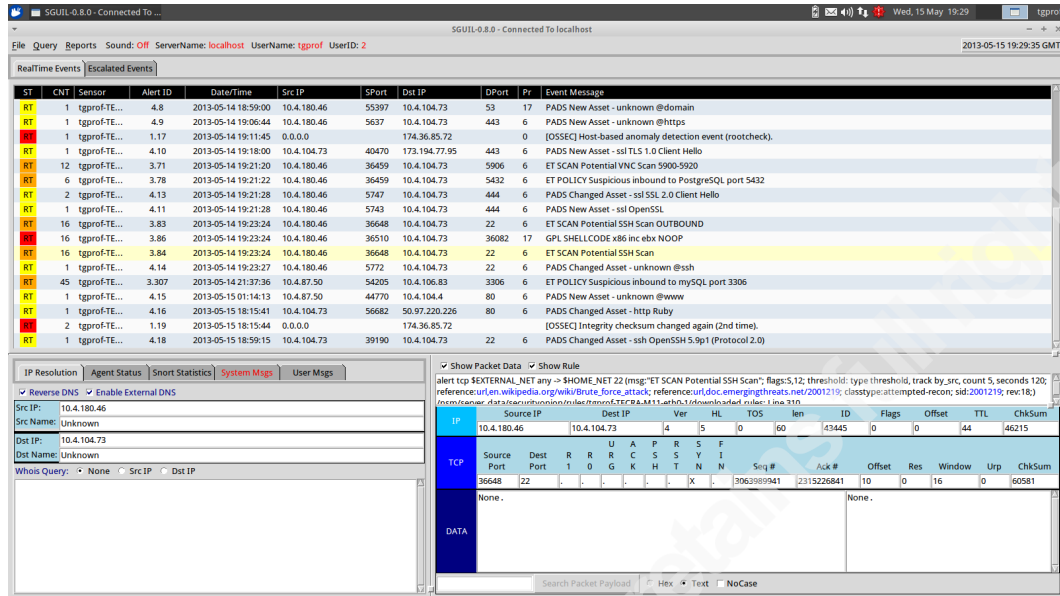 SGUIL-0.8.0 - Connected To ...
Wed, 15 May 19:29
tgpro
SGUIL-0.8.0 - Connected To localhost
File Query Reports Sound: Off ServerName: localhost UserName: tgprof UserID: 2
2013-05-15 19:29:35 GMT
RealTime Events Escalated Events
ST CNT Sensor Alert ID Date/Time Src IP SPort Dst IP DPort Pr Event Message
RT 1 tgprof-TE... 4.8 2013-05-14 18:59:00 10.4.180.46 55397 10.4.104.73 53 17 PADS New Asset - unknown @domain
RT 1 tgprof-TE... 4.9 2013-05-14 19:06:44 10.4.180.46 5637 10.4.104.73 443 6 PADS New Asset - unknown @https
RT 1 tgprof-TE... 1.17 2013-05-14 19:11:45 0.0.0.0 174.36.85.72 0 [OSSEC] Host-based anomaly detection event (rootcheck).
RT 1 tgprof-TE... 4.10 2013-05-14 19:18:00 10.4.104.73 40470 173.194.77.95 443 6 PADS New Asset - ssl TLS 1.0 Client Hello
RT 12 tgprof-TE... 3.71 2013-05-14 19:21:20 10.4.180.46 36459 10.4.104.73 5906 6 ET SCAN Potential VNC Scan 5900-5920
RT 6 tgprof-TE... 3.78 2013-05-14 19:21:22 10.4.180.46 36459 10.4.104.73 5432 6 ET POLICY Suspicious inbound to PostgreSQL port 5432
RT 2 tgprof-TE... 4.13 2013-05-14 19:21:28 10.4.180.46 5747 10.4.104.73 444 6 PADS Changed Asset - ssl SSL 2.0 Client Hello
RT 1 tgprof-TE... 4.11 2013-05-14 19:21:28 10.4.180.46 5743 10.4.104.73 444 6 PADS New Asset - ssl OpenSSL
RT 16 tgprof-TE... 3.83 2013-05-14 19:23:24 10.4.180.46 36648 10.4.104.73 22 6 ET SCAN Potential SSH Scan OUTBOUND
RT 16 tgprof-TE... 3.86 2013-05-14 19:23:24 10.4.180.46 36510 10.4.104.73 36082 17 GPL SHELLCODE x86 inc ebx NOOP
RT 16 tgprof-TE... 3.84 2013-05-14 19:23:24 10.4.180.46 36648 10.4.104.73 22 6 ET SCAN Potential SSH Scan
RT 1 tgprof-TE... 4.14 2013-05-14 19:23:27 10.4.180.46 5772 10.4.104.73 22 6 PADS Changed Asset - unknown @ssh
RT 45 tgprof-TE... 3.307 2013-05-14 21:37:36 10.4.87.50 54205 10.4.106.83 3306 6 ET POLICY Suspicious inbound to mySQL port 3306
RT 1 tgprof-TE... 4.15 2013-05-15 01:14:13 10.4.87.50 44770 10.4.104.4 80 6 PADS New Asset - unknown @www
RT 1 tgprof-TE... 4.16 2013-05-15 18:15:41 10.4.104.73 56682 50.97.220.226 80 6 PADS New Asset - http Ruby
RT 2 tgprof-TE... 1.19 2013-05-15 18:15:44 0.0.0.0 174.36.85.72 [OSSEC] Integrity checksum changed again (2nd time).
RT 1 tgprof-TE... 4.18 2013-05-15 18:59:15 10.4.104.73 39190 10.4.104.73 22 6 PADS Changed Asset - ssh OpenSSH 5.9p1 (Protocol 2.0)
IP Resolution Agent Status Snort Statistics System Msgs User Msgs
Reverse DNS Enable External DNS
Src IP: 10.4.180.46
Src Name: Unknown
Dst IP: 10.4.104.73
Dst Name: Unknown
Whois Query: None Src IP Dst IP
Show Packet Data Show Rule
alert tcp $EXTERNAL_NET any -> $HOME_NET 22 (msg:"ET SCAN Potential SSH Scan"; flags:S,12; threshold: type threshold, track by_src, count 5, seconds 120;
reference:url,en.wikipedia.org/wiki/Brute_force_attack; reference:url,doc.emergingthreats.net/2001219; classtype:attempted-recon; sid:2001219; rev:18;)
/nsm/server_data/securityonion/rules/tgprof-TECRA-M11-eth0-1/downloaded.rules: Line 310
IP Source IP Dest IP Ver HL TOS len ID Flags Offset TTL ChkSum
10.4.180.46 10.4.104.73 4 5 0 60 43445 0 0 44 46215
TCP Source Port Dest Port R 1 R 0 U R G A C K P S H R S T S Y N F I N Seq # Ack # Offset Res Window Urp ChkSum
36648 22 . . . . . . X . 3063989941 2315226841 10 0 16 0 60581
DATA
None. None.
Search Packet Payload Hex Text NoCase
retains full righ